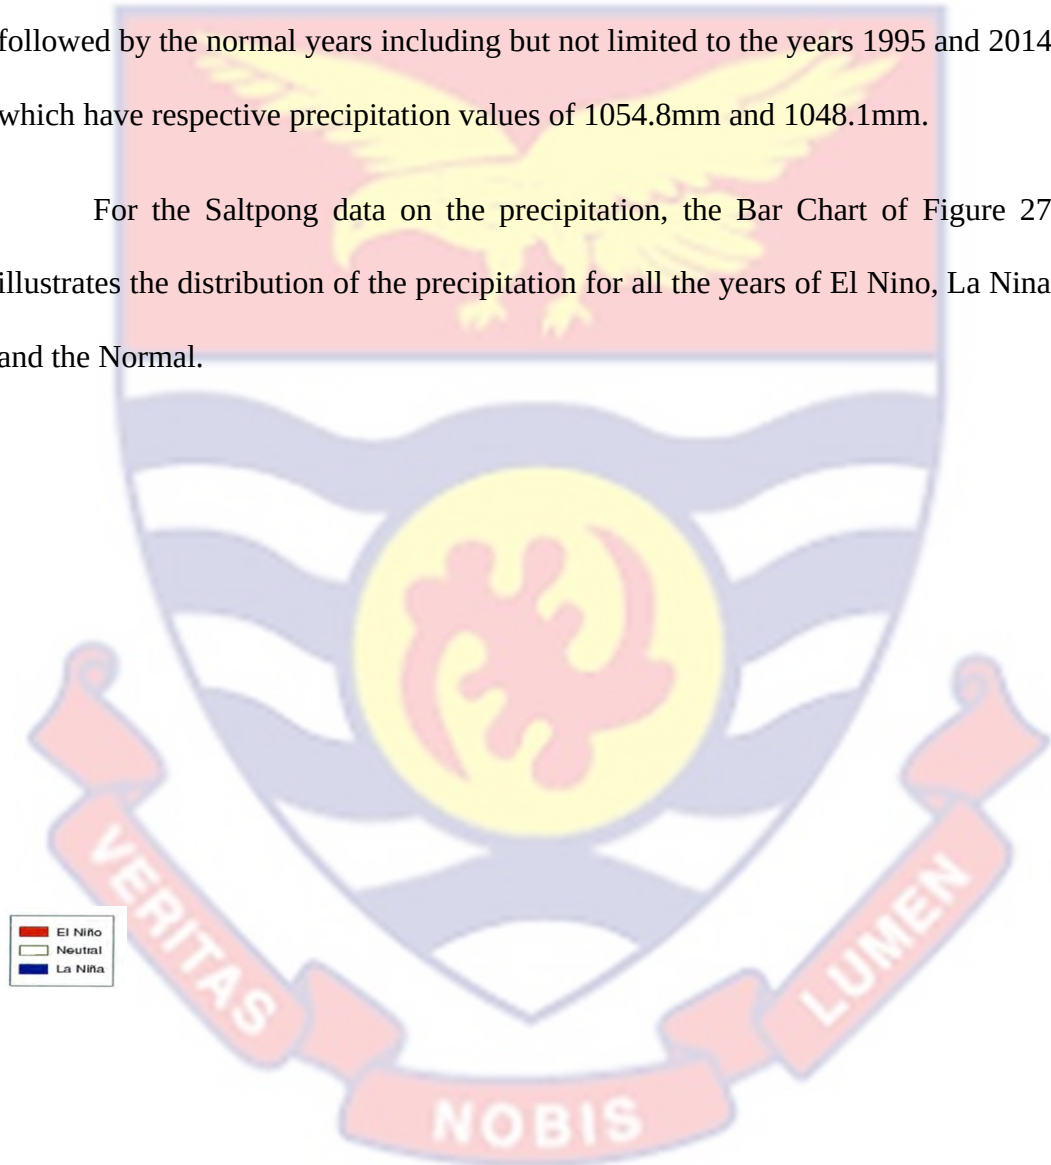 followed by the normal years including but not limited to the years 1995 and 2014
which have respective precipitation values of 1054.8mm and 1048.1mm.
For the Saltpong data on the precipitation, the Bar Chart of Figure 27
illustrates the distribution of the precipitation for all the years of El Nino, La Nina
and the Normal.
El Niño
Neutral
La Niña
VERITAS
NOBIS
LUMEN